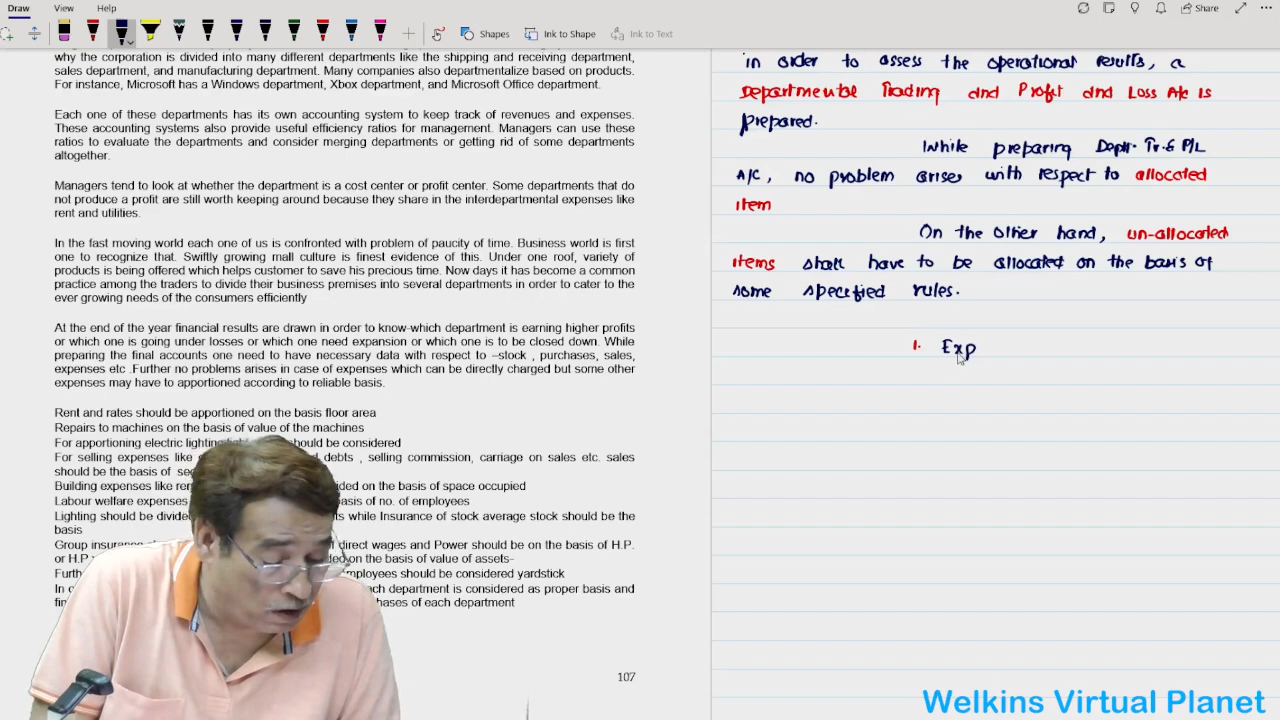 Draw
View
Help
Share
Shapes
Ink to Shape
Ink to Text
why the corporation is divided into many different departments like the shipping and receiving department,
sales department, and manufacturing department. Many companies also departmentalize based on products.
For instance, Microsoft has a Windows department, Xbox department, and Microsoft Office department.
Each one of these departments has its own accounting system to keep track of revenues and expenses.
These accounting systems also provide useful efficiency ratios for management. Managers can use these
ratios to evaluate the departments and consider merging departments or getting rid of some departments
altogether.
Managers tend to look at whether the department is a cost center or profit center. Some departments that do
not produce a profit are still worth keeping around because they share in the interdepartmental expenses like
rent and utilities.
In the fast moving world each one of us is confronted with problem of paucity of time. Business world is first
one to recognize that. Swiftly growing mall culture is finest evidence of this. Under one roof, variety of
products is being offered which helps customer to save his precious time. Now days it has become a common
practice among the traders to divide their business premises into several departments in order to cater to the
ever growing needs of the consumers efficiently
At the end of the year financial results are drawn in order to know-which department is earning higher profits
or which one is going under losses or which one need expansion or which one is to be closed down. While
preparing the final accounts one need to have necessary data with respect to –stock , purchases, sales,
expenses etc .Further no problems arises in case of expenses which can be directly charged but some other
expenses may have to apportioned according to reliable basis.
Rent and rates should be apportioned on the basis floor area
Repairs to machines on the basis of value of the machines
For apportioning electric lighting should be considered
For selling expenses like debts , selling commission, carriage on sales etc. sales
should be the basis of
Building expenses like on the basis of space occupied
Labour welfare expenses basis of no. of employees
Lighting should be divided while Insurance of stock average stock should be the
basis
Group insurance direct wages and Power should be on the basis of H.P.
or H.P on the basis of value of assets-
employees should be considered yardstick
In each department is considered as proper basis and
of each department
107
in order to assess the operational results, a
Departmental Trading and Profit and Loss A/c is
prepared.
While preparing Deptt. Tr. & P/L
A/C, no problem arise with respect to allocated
item
On the other hand, un-allocated
items shall have to be allocated on the basis of
some specified rules.
1. Exp
Welkins Virtual Planet